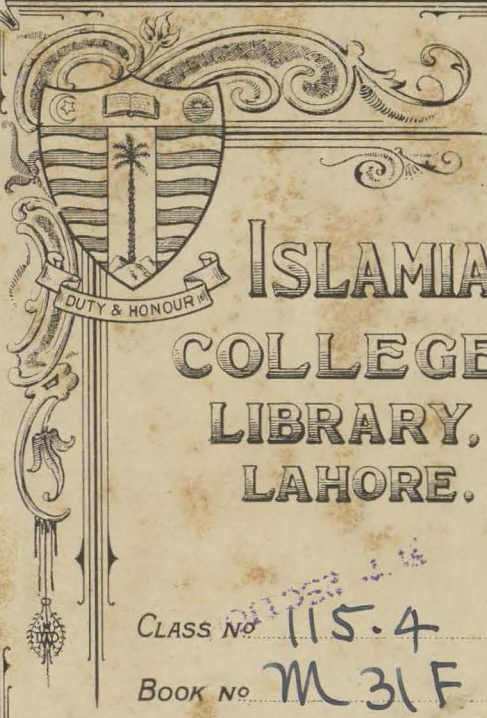 DUTY & HONOUR
ISLAMIA
COLLEGE
LIBRARY,
LAHORE.
CLASS Nº 115.4
BOOK Nº M 31 F